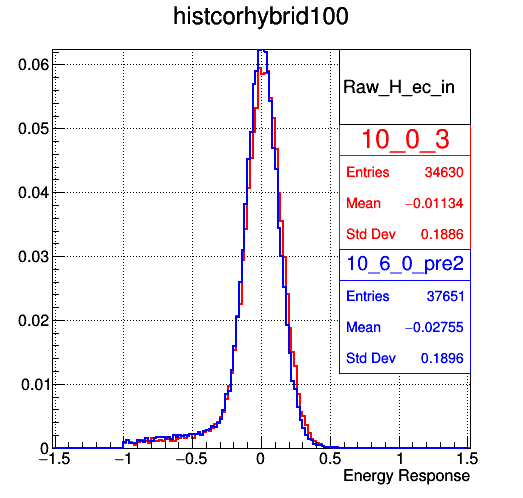 histcorhybrid100
Raw_H_ec_in
10_0_3
Entries 34630
Mean −0.01134
Std Dev 0.1886
10_6_0_pre2
Entries 37651
Mean −0.02755
Std Dev 0.1896
0.06
0.05
0.04
0.03
0.02
0.01
0
−1.5 −1 −0.5 0 0.5 1 1.5
Energy Response